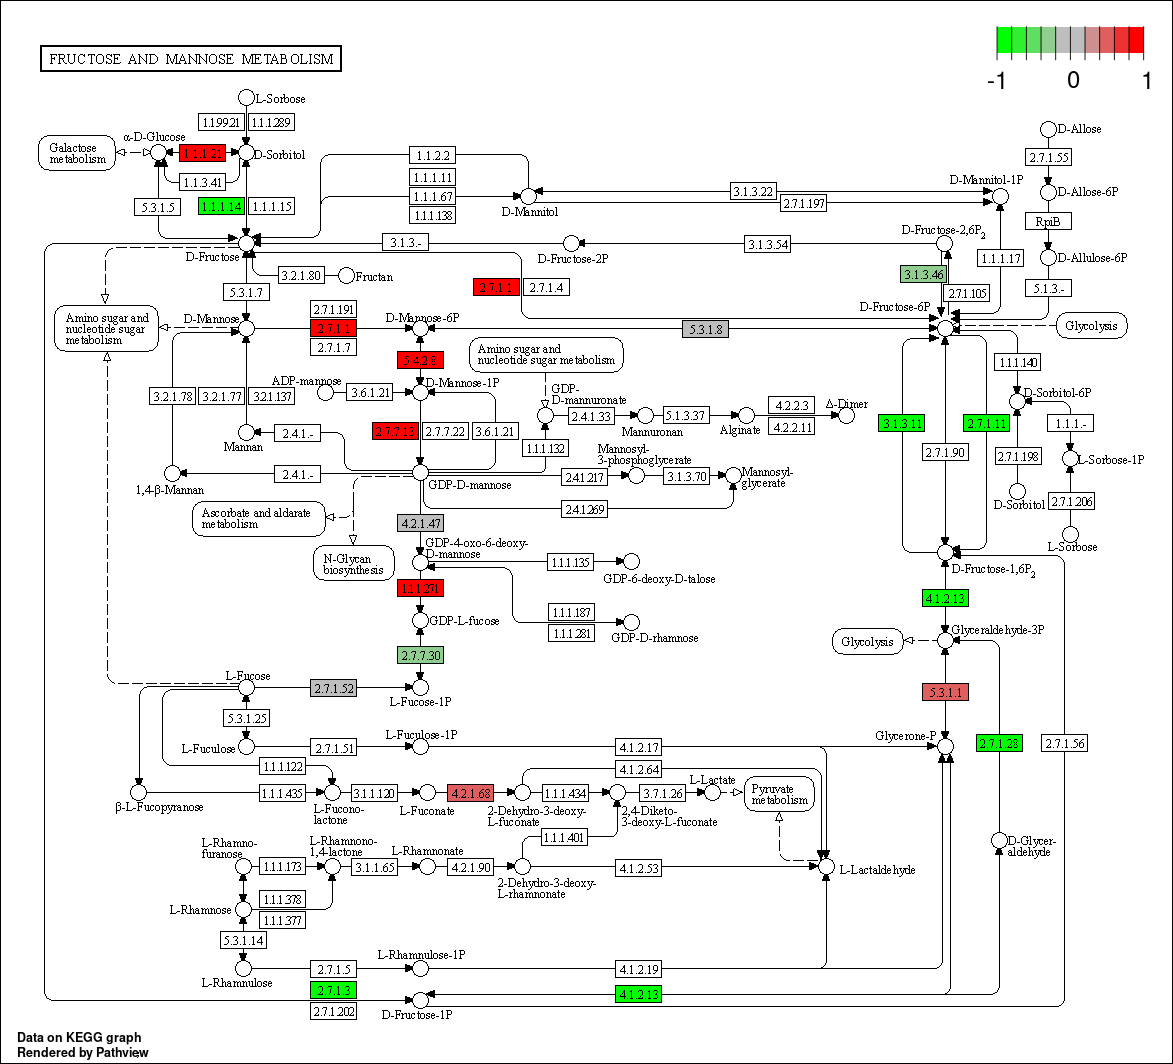 FRUCTOSE AND MANNOSE METABOLISM
-1 0 1
L-Sorbose
1.1.99.21 1.1.1.289
α-D-Glucose
Galactose
metabolism
1.1.1.21
D-Sorbitol
1.1.3.41
5.3.1.5
1.1.1.14 1.1.1.15
1.1.2.2
1.1.1.11
1.1.1.67
1.1.1.138
D-Mannitol
3.1.3.22
2.7.1.197
D-Mannitol-1P
D-Allose
2.7.1.55
D-Allose-6P
RpiB
D-Allulose-6P
5.1.3.-
1.1.1.17
D-Fructose
3.1.3.-
D-Fructose-2P
3.1.3.54
D-Fructose-2,6P2
3.1.3.46
2.7.1.105
D-Fructose-6P
3.2.1.80
Fructan
2.7.1.1 2.7.1.4
5.3.1.7
Amino sugar and
nucleotide sugar
metabolism
D-Mannose
2.7.1.191
2.7.1.1
2.7.1.7
D-Mannose-6P
5.3.1.8
Glycolysis
5.4.2.8
Amino sugar and
nucleotide sugar metabolism
1.1.1.140
ADP-mannose
3.6.1.21
D-Mannose-1P
GDP-
D-mannuronate
3.2.1.78 3.2.1.77 3.2.1.137
2.4.1.33
Mannuronan
5.1.3.37
Alginate
4.2.2.3
4.2.2.11
Δ-Dimer
D-Sorbitol-6P
3.1.3.11
2.7.1.11
1.1.1.-
Mannan
2.4.1.-
2.7.7.13 2.7.7.22 3.6.1.21
1.1.1.132
Mannosyl-
3-phosphoglycerate
2.7.1.90
2.7.1.198
L-Sorbose-1P
1,4-β-Mannan
2.4.1.-
GDP-D-mannose
2.4.1.217
3.1.3.70
Mannosyl-
glycerate
D-Sorbitol
2.7.1.206
2.4.1.269
Ascorbate and aldarate
metabolism
4.2.1.47
L-Sorbose
N-Glycan
biosynthesis
GDP-4-oxo-6-deoxy-
D-mannose
1.1.1.135
GDP-6-deoxy-D-talose
D-Fructose-1,6P2
1.1.1.271
4.1.2.13
GDP-L-fucose
1.1.1.187
1.1.1.281
GDP-D-rhamnose
Glycolysis
Glyceraldehyde-3P
2.7.7.30
L-Fucose
2.7.1.52
L-Fucose-1P
5.3.1.1
5.3.1.25
L-Fuculose
2.7.1.51
L-Fuculose-1P
4.1.2.17
Glycerone-P
2.7.1.28 2.7.1.56
1.1.1.122
4.1.2.64
β-L-Fucopyranose
1.1.1.435
L-Fucono-
lactone
3.1.1.120
L-Fuconate
4.2.1.68
2-Dehydro-3-deoxy-
L-fuconate
1.1.1.434
2,4-Diketo-
3-deoxy-L-fuconate
3.7.1.26
L-Lactate
Pyruvate
metabolism
1.1.1.401
L-Rhamno-
furanose
1.1.1.173
L-Rhamnono-
1,4-lactone
3.1.1.65
L-Rhamnonate
4.2.1.90
2-Dehydro-3-deoxy-
L-rhamnonate
4.1.2.53
L-Lactaldehyde
D-Glycer-
aldehyde
1.1.1.378
1.1.1.377
L-Rhamnose
5.3.1.14
L-Rhamnulose
2.7.1.5
L-Rhamnulose-1P
4.1.2.19
2.7.1.3
2.7.1.202
D-Fructose-1P
4.1.2.13
Data on KEGG graph
Rendered by Pathview